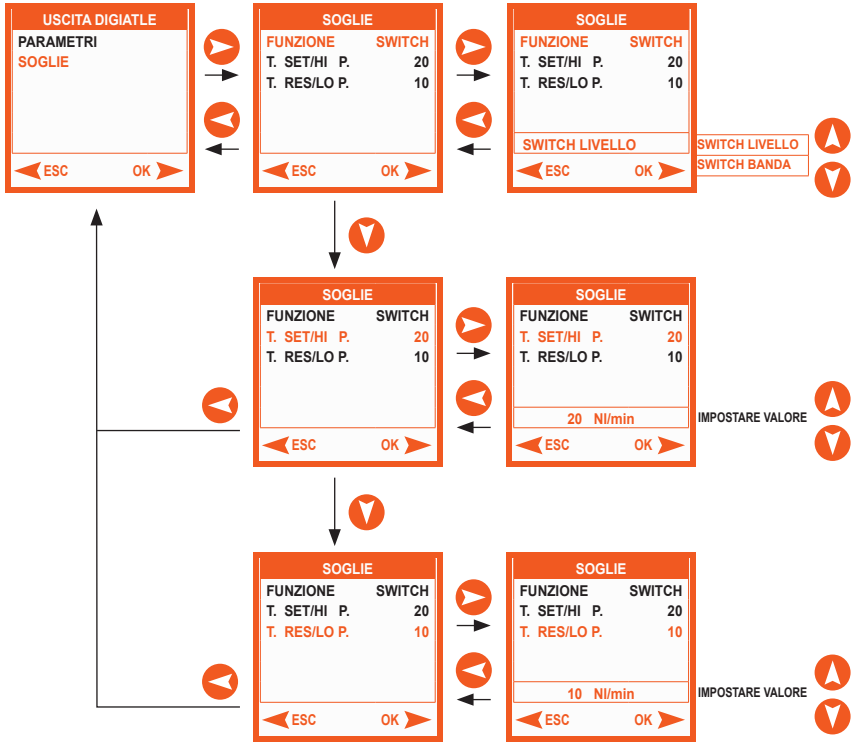 USCITA DIGIATLE
PARAMETRI
SOGLIE
ESC OK
SOGLIE
FUNZIONE SWITCH
T. SET/HI P. 20
T. RES/LO P. 10
ESC OK
SOGLIE
FUNZIONE SWITCH
T. SET/HI P. 20
T. RES/LO P. 10
SWITCH LIVELLO
ESC OK
SWITCH LIVELLO
SWITCH BANDA
SOGLIE
FUNZIONE SWITCH
T. SET/HI P. 20
T. RES/LO P. 10
ESC OK
SOGLIE
FUNZIONE SWITCH
T. SET/HI P. 20
T. RES/LO P. 10
20 Nl/min
ESC OK
IMPOSTARE VALORE
SOGLIE
FUNZIONE SWITCH
T. SET/HI P. 20
T. RES/LO P. 10
ESC OK
SOGLIE
FUNZIONE SWITCH
T. SET/HI P. 20
T. RES/LO P. 10
10 Nl/min
ESC OK
IMPOSTARE VALORE